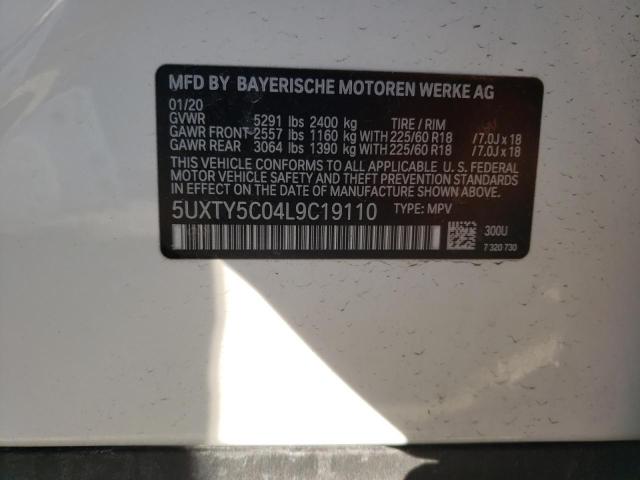 MFD BY BAYERISCHE MOTOREN WERKE AG
01/20
GVWR 5291 lbs 2400 kg TIRE / RIM
GAWR FRONT 2557 lbs 1160 kg WITH 225/60 R18 /7.0J x 18
GAWR REAR 3064 lbs 1390 kg WITH 225/60 R18 /7.0J x 18
THIS VEHICLE CONFORMS TO ALL APPLICABLE U. S. FEDERAL
MOTOR VEHICLE SAFETY AND THEFT PREVENTION STANDARDS
IN EFFECT ON THE DATE OF MANUFACTURE SHOWN ABOVE.
5UXTY5C04L9C19110 TYPE: MPV
300U
7 320 730